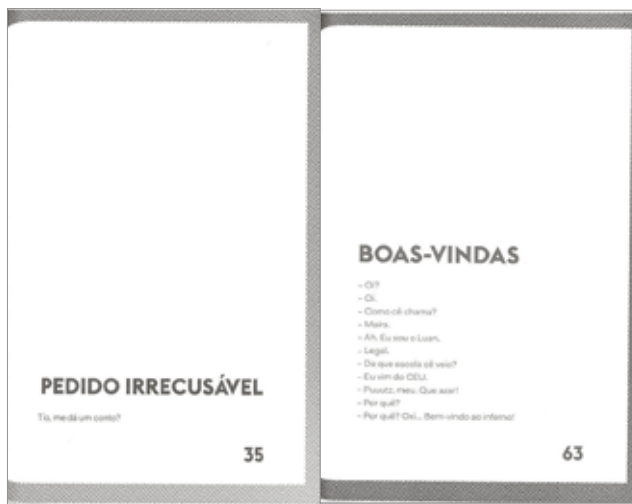 PEDIDO IRRECUSÁVEL
Tio, me dá um conto?
35
BOAS-VINDAS
– Oi?
– Oi.
– Como cê chama?
– Maira.
– Ah. Eu sou o Luan.
– Legal.
– De que escola cê veio?
– Eu vim do CEU.
– Puuutz, meu. Que azar!
– Por quê?
– Por quê? Oxi... Bem-vindo ao inferno!
63